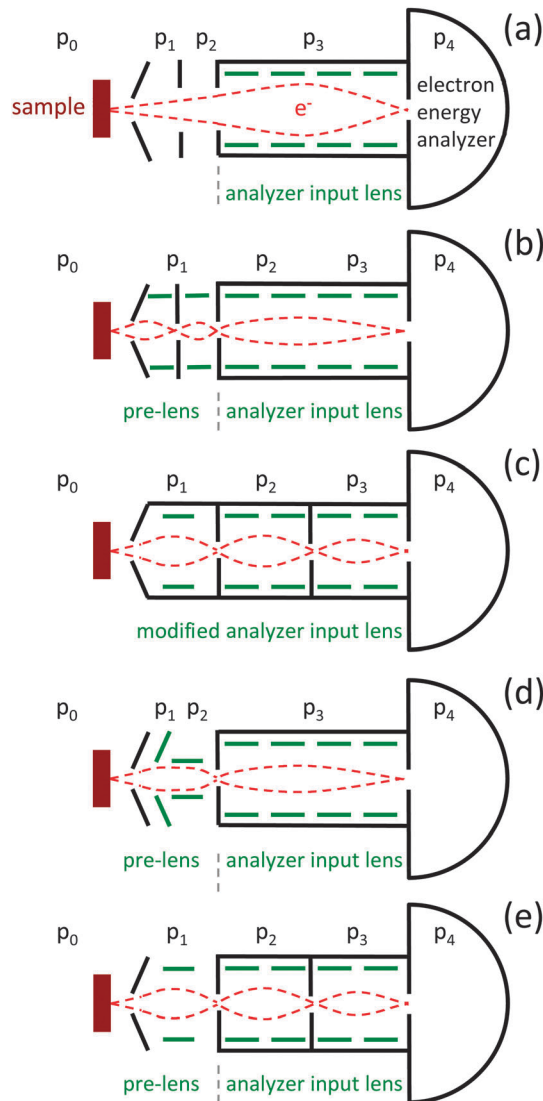 p₀ p₁ p₂ p₃ p₄ (a)
sample
e⁻
electron
energy
analyzer
analyzer input lens
p₀ p₁ p₂ p₃ p₄ (b)
pre-lens analyzer input lens
p₀ p₁ p₂ p₃ p₄ (c)
modified analyzer input lens
p₀ p₁ p₂ p₃ p₄ (d)
pre-lens analyzer input lens
p₀ p₁ p₂ p₃ p₄ (e)
pre-lens analyzer input lens